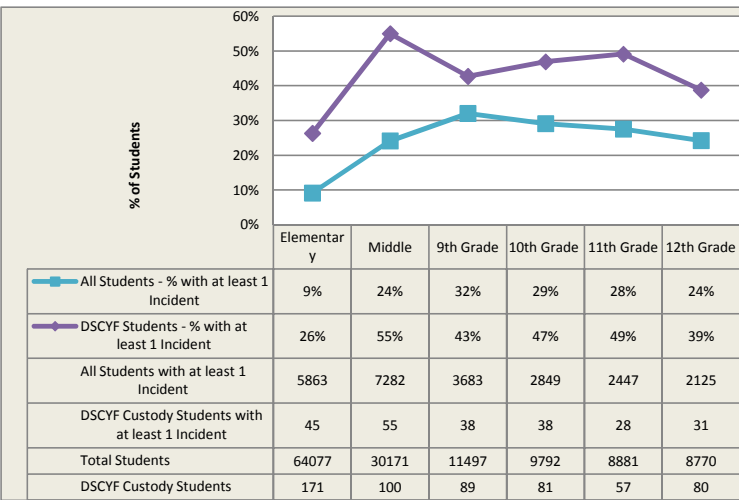 60%
50%
40%
30%
20%
10%
0%
% of Students
Elementar
y
Middle
9th Grade
10th Grade
11th Grade
12th Grade
All Students - % with at least 1
Incident
9%
24%
32%
29%
28%
24%
DSCYF Students - % with at
least 1 Incident
26%
55%
43%
47%
49%
39%
All Students with at least 1
Incident
5863
7282
3683
2849
2447
2125
DSCYF Custody Students with
at least 1 Incident
45
55
38
38
28
31
Total Students
64077
30171
11497
9792
8881
8770
DSCYF Custody Students
171
100
89
81
57
80